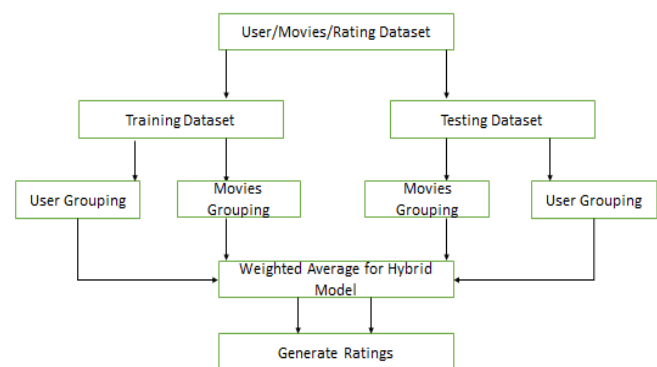 User/Movies/Rating Dataset
Training Dataset
Testing Dataset
User Grouping
Movies
Grouping
Movies
Grouping
User Grouping
Weighted Average for Hybrid
Model
Generate Ratings